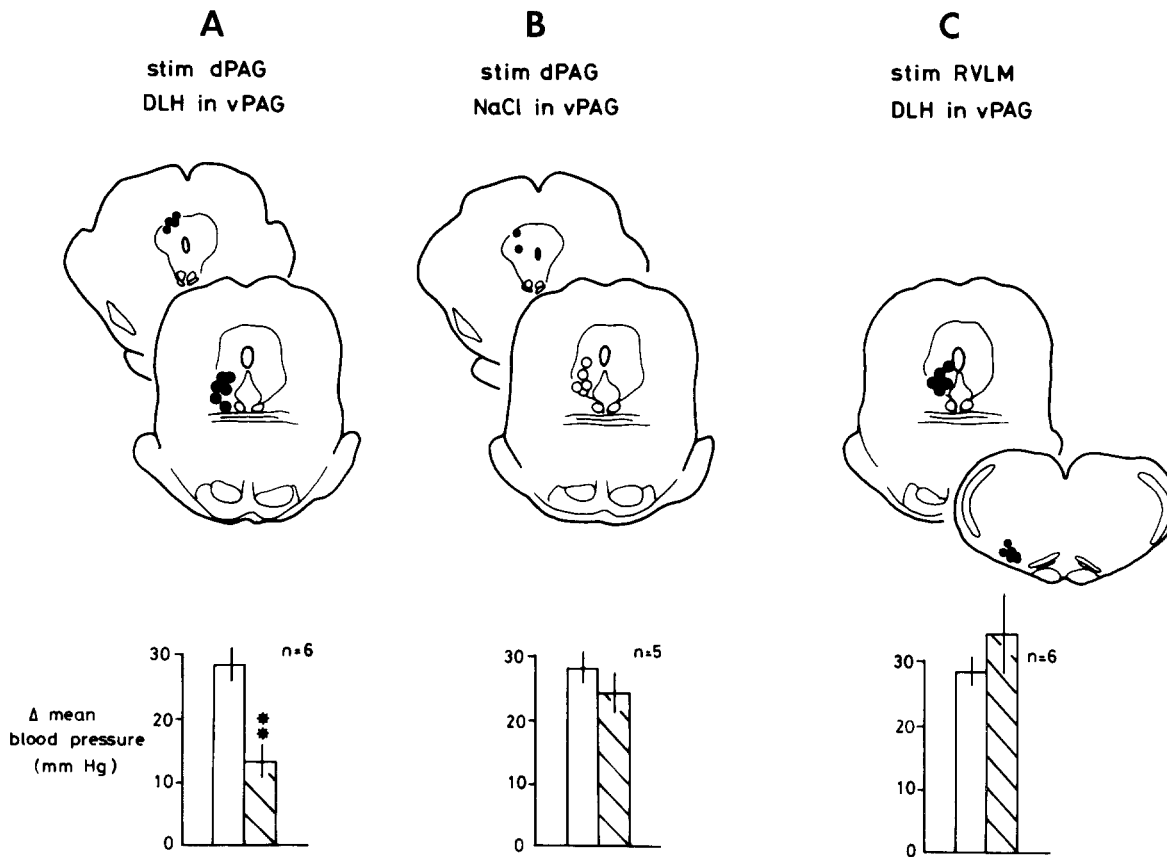 A
stim dPAG
DLH in vPAG
B
stim dPAG
NaCl in vPAG
C
stim RVLM
DLH in vPAG
Δ mean
blood pressure
(mm Hg)
30
20
10
0
n=6
**
30
20
10
0
n=5
30
20
10
0
n=6